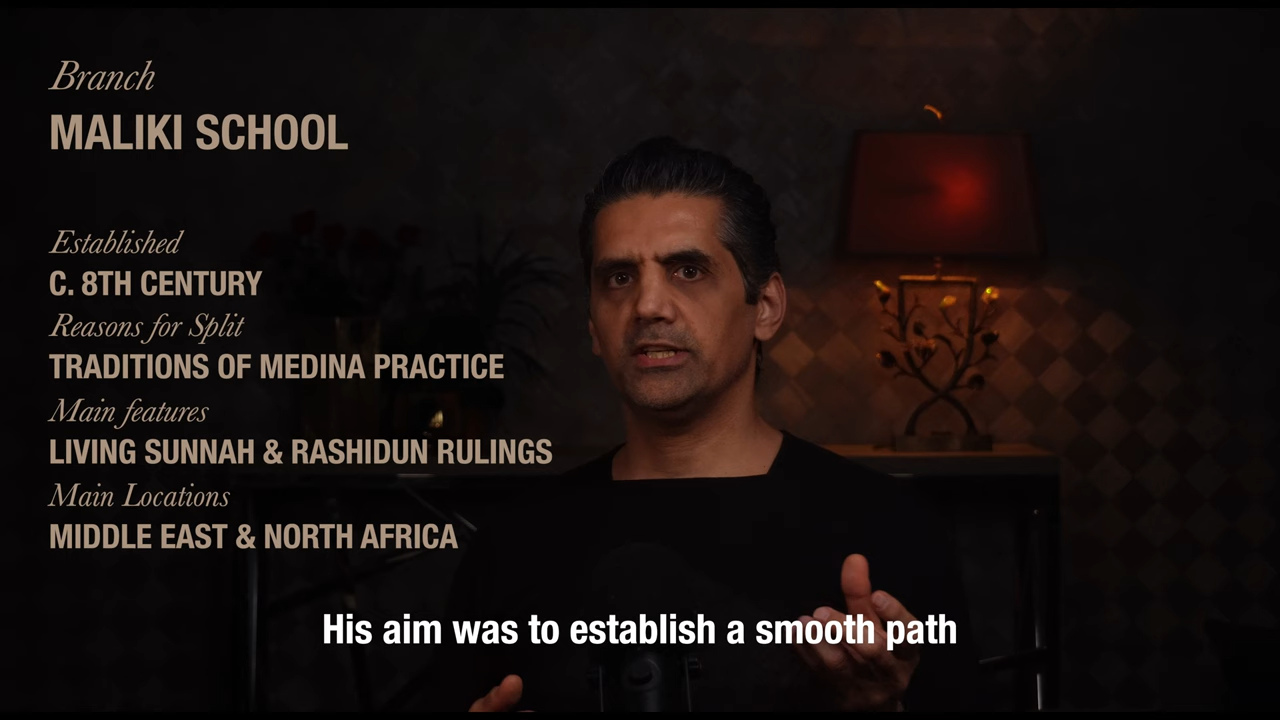 Branch
MALIKI SCHOOL
Established
C. 8TH CENTURY
Reasons for Split
TRADITIONS OF MEDINA PRACTICE
Main features
LIVING SUNNAH & RASHIDUN RULINGS
Main Locations
MIDDLE EAST & NORTH AFRICA
His aim was to establish a smooth path